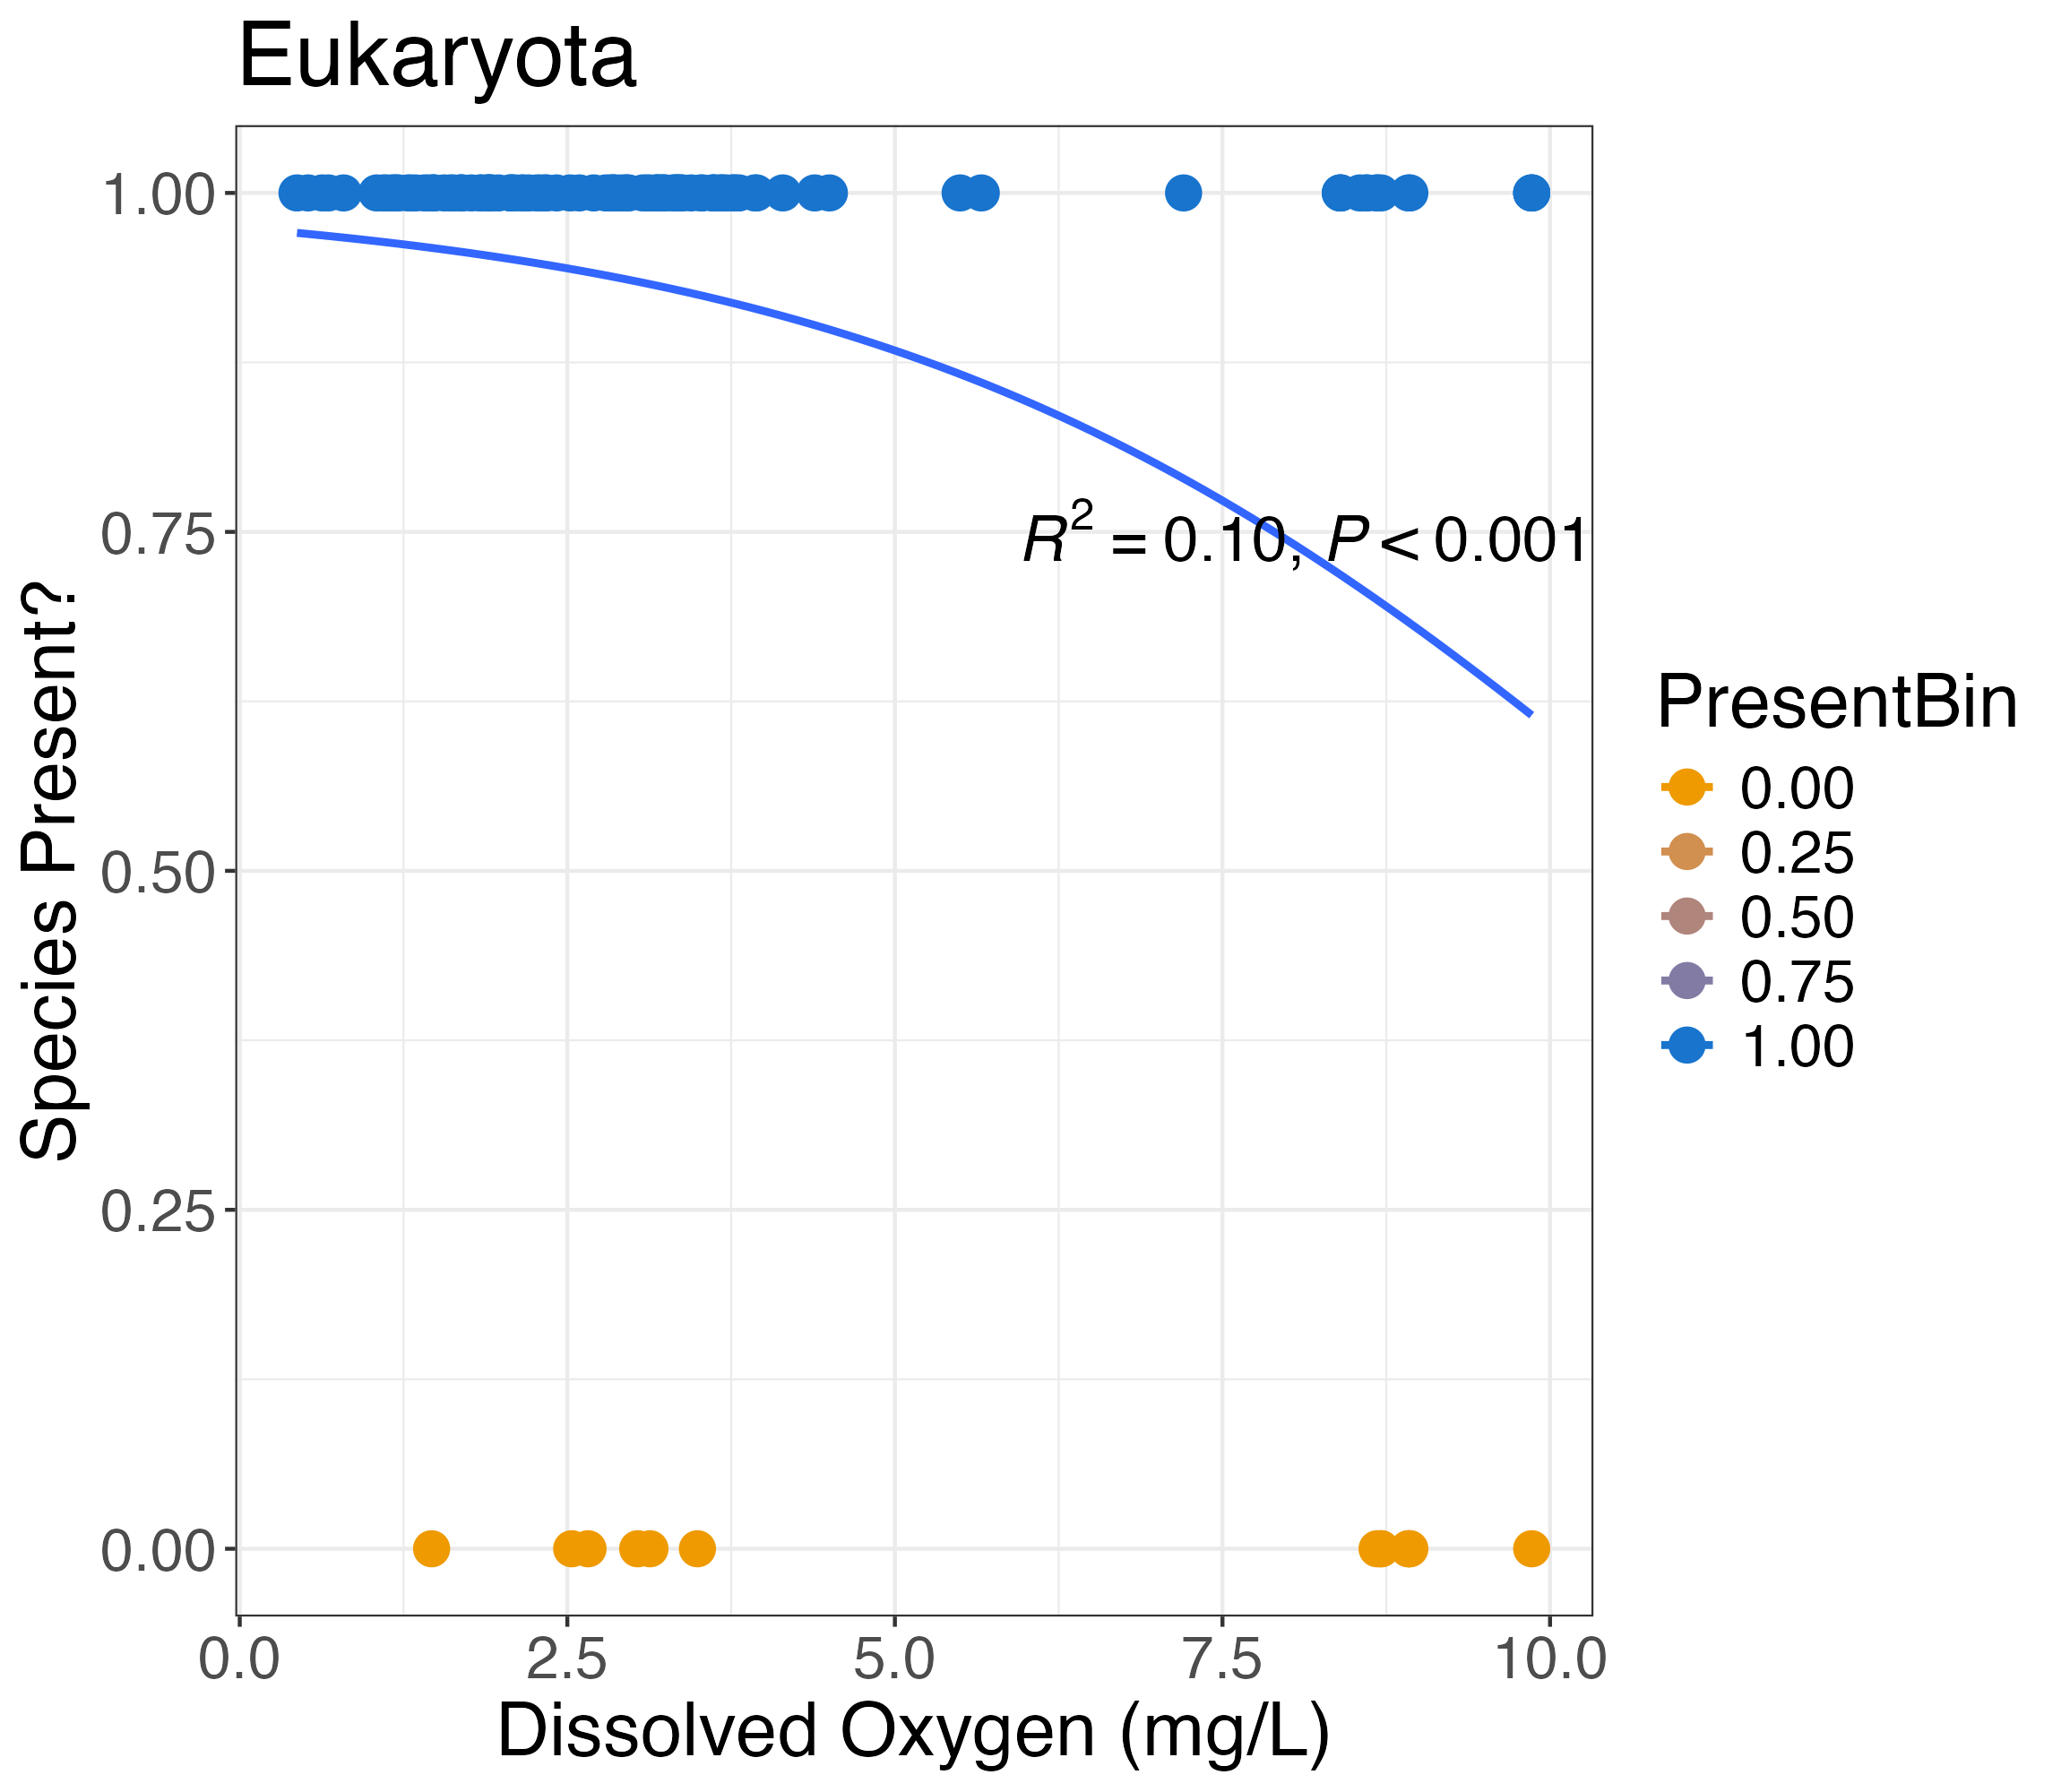 Eukaryota
1.00
0.75
0.50
0.25
0.00
Species Present?
R² = 0.10, P < 0.001
0.0 2.5 5.0 7.5 10.0
Dissolved Oxygen (mg/L)
PresentBin
0.00
0.25
0.50
0.75
1.00